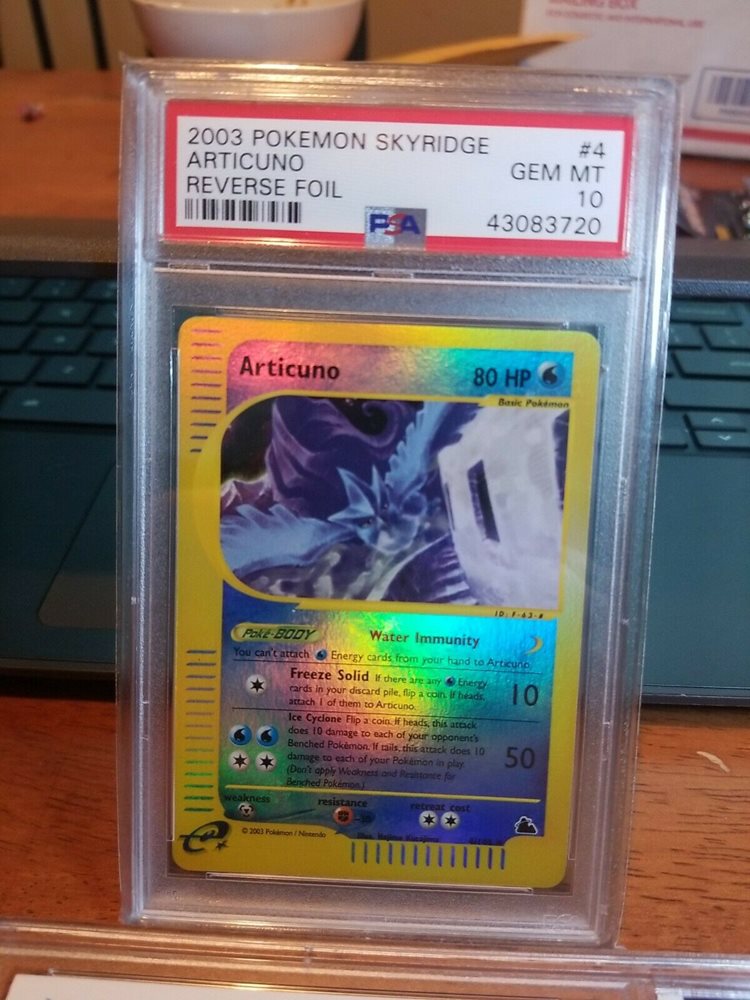 MAILING BOX
2003 POKEMON SKYRIDGE #4
ARTICUNO GEM MT
REVERSE FOIL 10
PSA 43083720
Articuno 80 HP
Basic Pokémon
Poké-BODY Water Immunity
You can't attach Energy cards from your hand to Articuno.
Freeze Solid If there are any Energy
cards in your discard pile, flip a coin. If heads, 10
attach 1 of them to Articuno.
Ice Cyclone Flip a coin. If heads, this attack
does 10 damage to each of your opponent's
Benched Pokémon. If tails, this attack does 10 50
damage to each of your Pokémon in play.
(Don't apply Weakness and Resistance for
Benched Pokémon.)
weakness resistance retreat cost
-30
e © 2003 Pokémon / Nintendo Illus. Hajime Kusajima